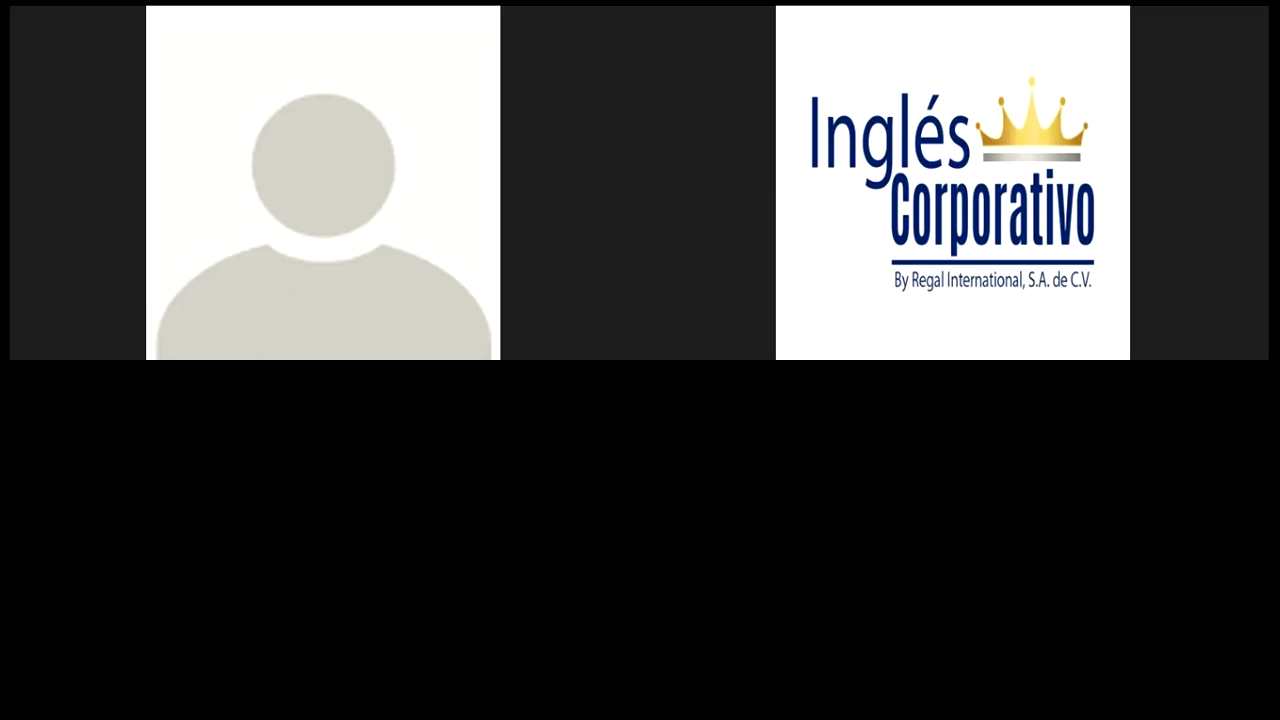 Inglés
Corporativo
By Regal International, S.A. de C.V.